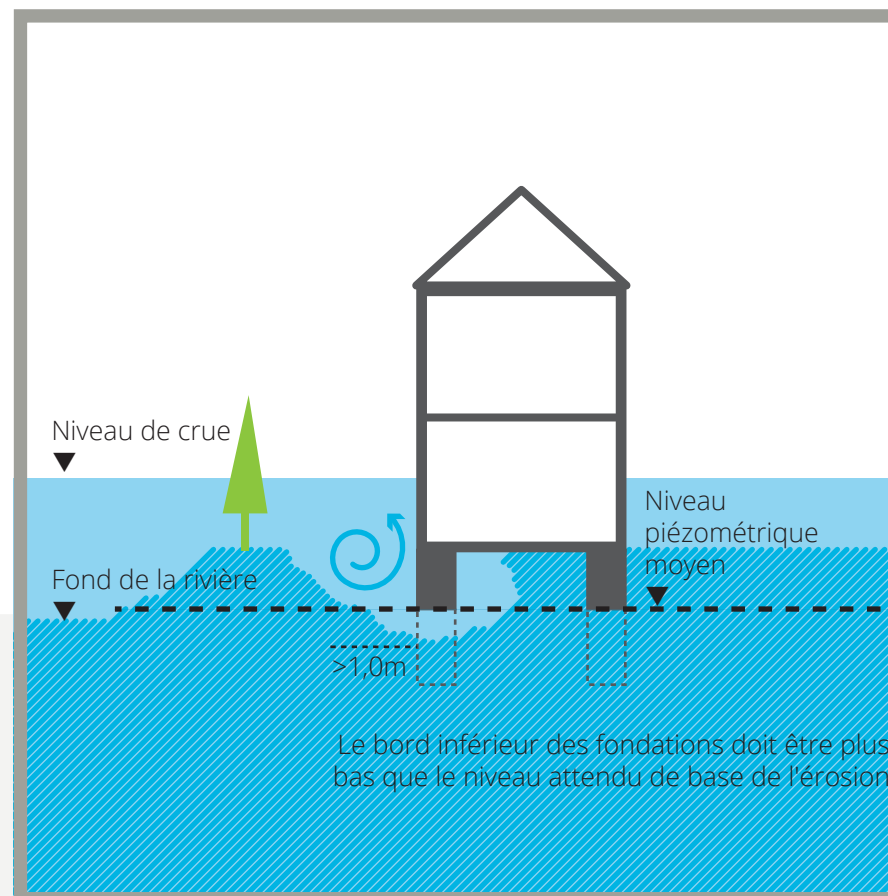 Niveau de crue
Niveau
piézométrique
moyen
Fond de la rivière
>1,0m
Le bord inférieur des fondations doit être plus
bas que le niveau attendu de base de l'érosion